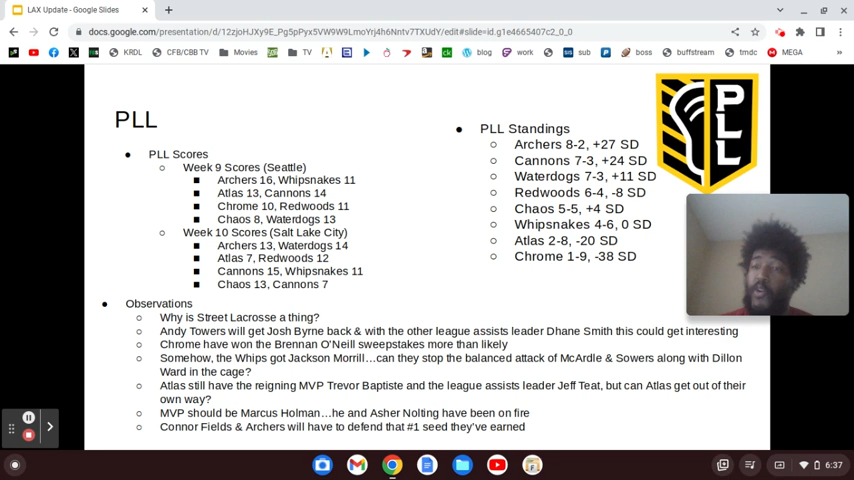 LAX Update - Google Slides
docs.google.com/presentation/d/12zjoHJXy9E_Pg5pPyx5VW9W9LmoYrj4h6Nntv7TXUdY/edit#slide=id.g1e4665407c2_0_0
KRDL CFB/CBB TV Movies TV blog work sub boss buffstream tmdc MEGA »
PLL
PLL Scores
Week 9 Scores (Seattle)
Archers 16, Whipsnakes 11
Atlas 13, Cannons 14
Chrome 10, Redwoods 11
Chaos 8, Waterdogs 13
Week 10 Scores (Salt Lake City)
Archers 13, Waterdogs 14
Atlas 7, Redwoods 12
Cannons 15, Whipsnakes 11
Chaos 13, Cannons 7
PLL Standings
Archers 8-2, +27 SD
Cannons 7-3, +24 SD
Waterdogs 7-3, +11 SD
Redwoods 6-4, -8 SD
Chaos 5-5, +4 SD
Whipsnakes 4-6, 0 SD
Atlas 2-8, -20 SD
Chrome 1-9, -38 SD
PLL
Observations
Why is Street Lacrosse a thing?
Andy Towers will get Josh Byrne back & with the other league assists leader Dhane Smith this could get interesting
Chrome have won the Brennan O'Neill sweepstakes more than likely
Somehow, the Whips got Jackson Morrill…can they stop the balanced attack of McArdle & Sowers along with Dillon
Ward in the cage?
Atlas still have the reigning MVP Trevor Baptiste and the league assists leader Jeff Teat, but can Atlas get out of their
own way?
MVP should be Marcus Holman…he and Asher Nolting have been on fire
Connor Fields & Archers will have to defend that #1 seed they've earned
6:37